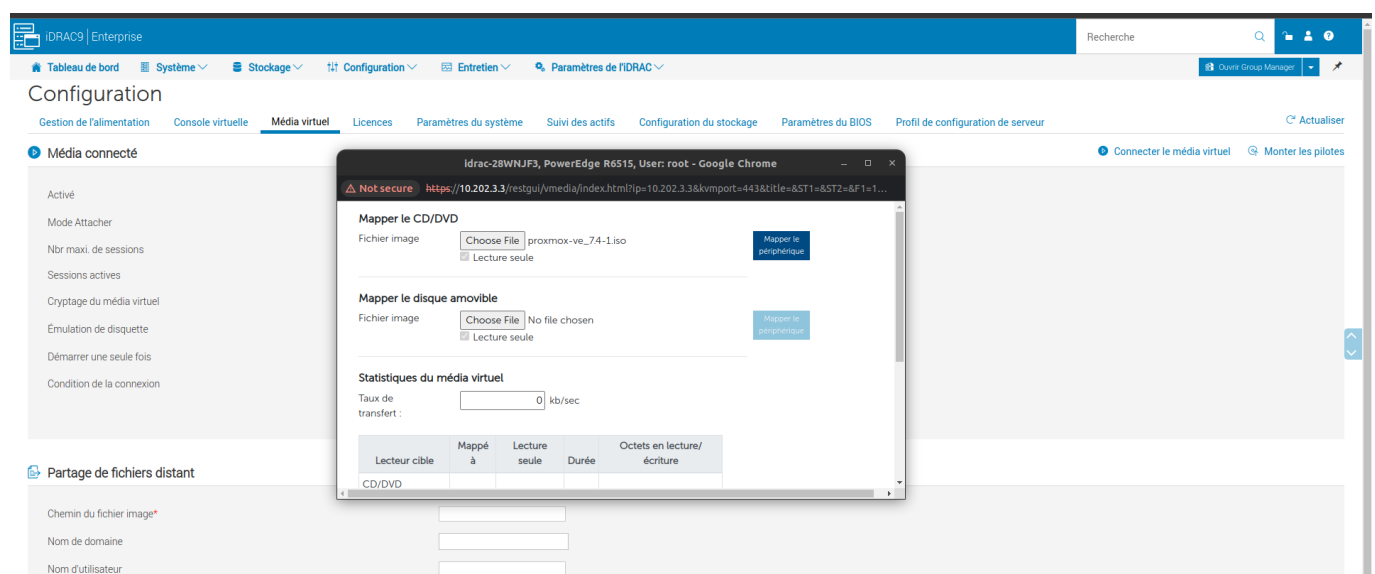 iDRAC9 | Enterprise
Recherche
Tableau de bord Système Stockage Configuration Entretien Paramètres de l'iDRAC
Ouvrir Group Manager
Configuration
Gestion de l'alimentation Console virtuelle Média virtuel Licences Paramètres du système Suivi des actifs Configuration du stockage Paramètres du BIOS Profil de configuration de serveur
Actualiser
Média connecté
Connecter le média virtuel Monter les pilotes
Activé
Mode Attacher
Nbr maxi. de sessions
Sessions actives
Cryptage du média virtuel
Émulation de disquette
Démarrer une seule fois
Condition de la connexion
idrac-28WNJF3, PowerEdge R6515, User: root - Google Chrome
Not secure https://10.202.3.3/restgui/vmedia/index.html?ip=10.202.3.3&kvmport=443&title=&ST1=&ST2=&F1=1...
Mapper le CD/DVD
Fichier image Choose File proxmox-ve_7.4-1.iso
Lecture seule
Mapper le
périphérique
Mapper le disque amovible
Fichier image Choose File No file chosen
Lecture seule
Mapper le
périphérique
Statistiques du média virtuel
Taux de
transfert :
0 kb/sec
Lecteur cible
Mappé
à
Lecture
seule
Durée
Octets en lecture/
écriture
CD/DVD
Partage de fichiers distant
Chemin du fichier image*
Nom de domaine
Nom d'utilisateur